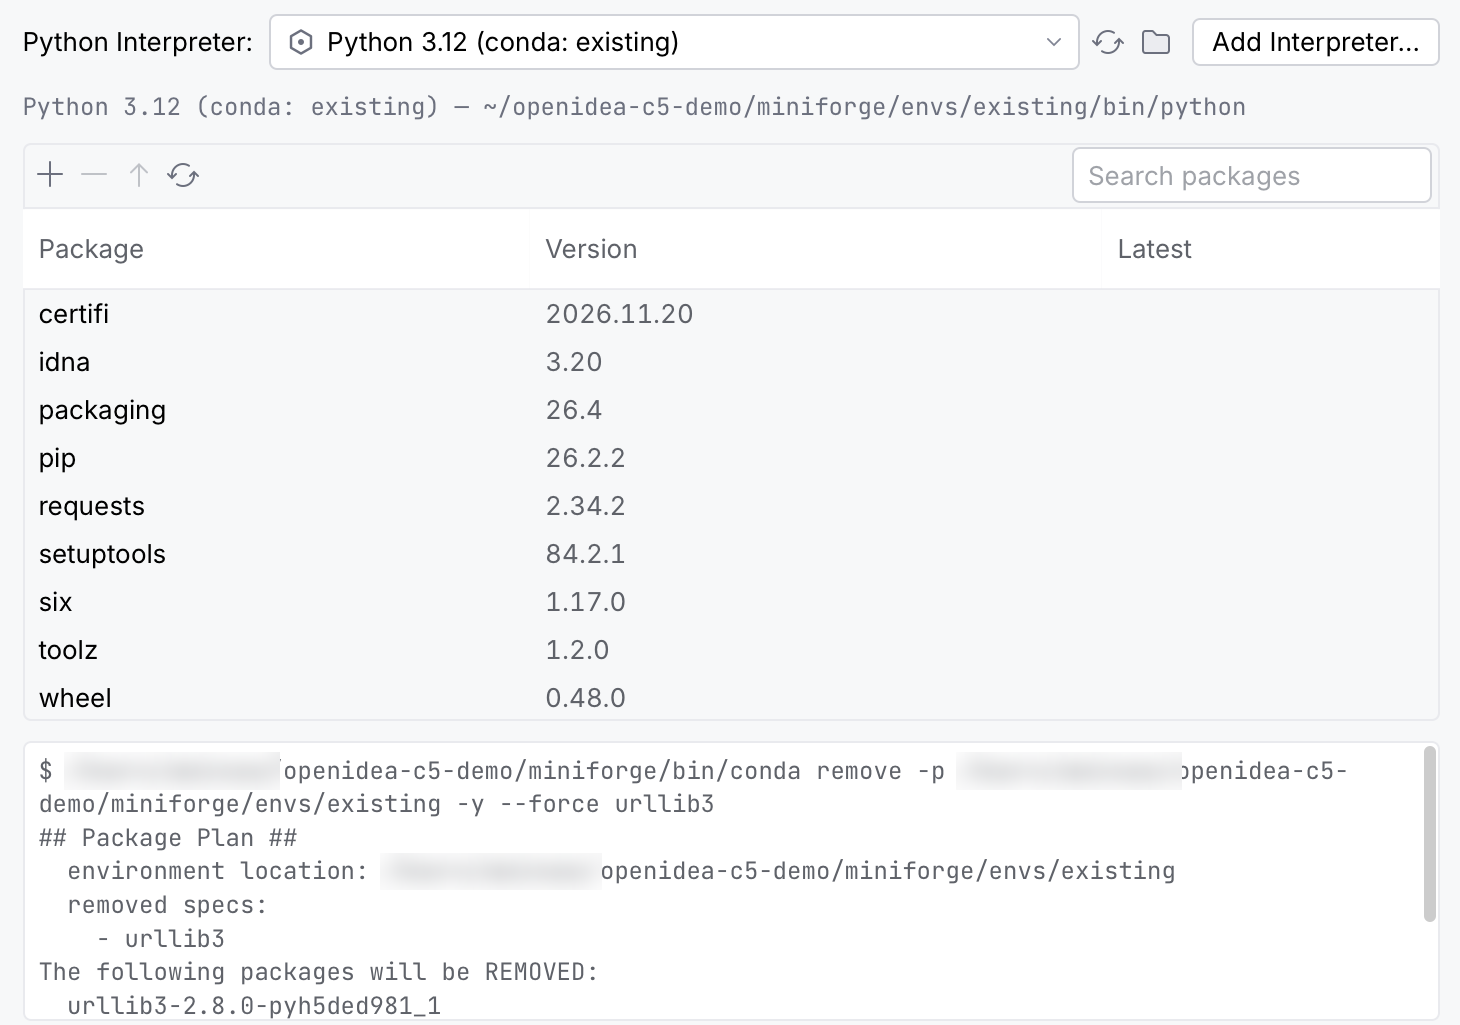 Python Interpreter: Python 3.12 (conda: existing) Add Interpreter...
Python 3.12 (conda: existing) — ~/openidea-c5-demo/miniforge/envs/existing/bin/python
Search packages
Package Version Latest
certifi 2026.11.20
idna 3.20
packaging 26.4
pip 26.2.2
requests 2.34.2
setuptools 84.2.1
six 1.17.0
toolz 1.2.0
wheel 0.48.0
$ /openidea-c5-demo/miniforge/bin/conda remove -p openidea-c5-
demo/miniforge/envs/existing -y --force urllib3
## Package Plan ##
environment location: openidea-c5-demo/miniforge/envs/existing
removed specs:
- urllib3
The following packages will be REMOVED:
urllib3-2.8.0-pyh5ded981_1